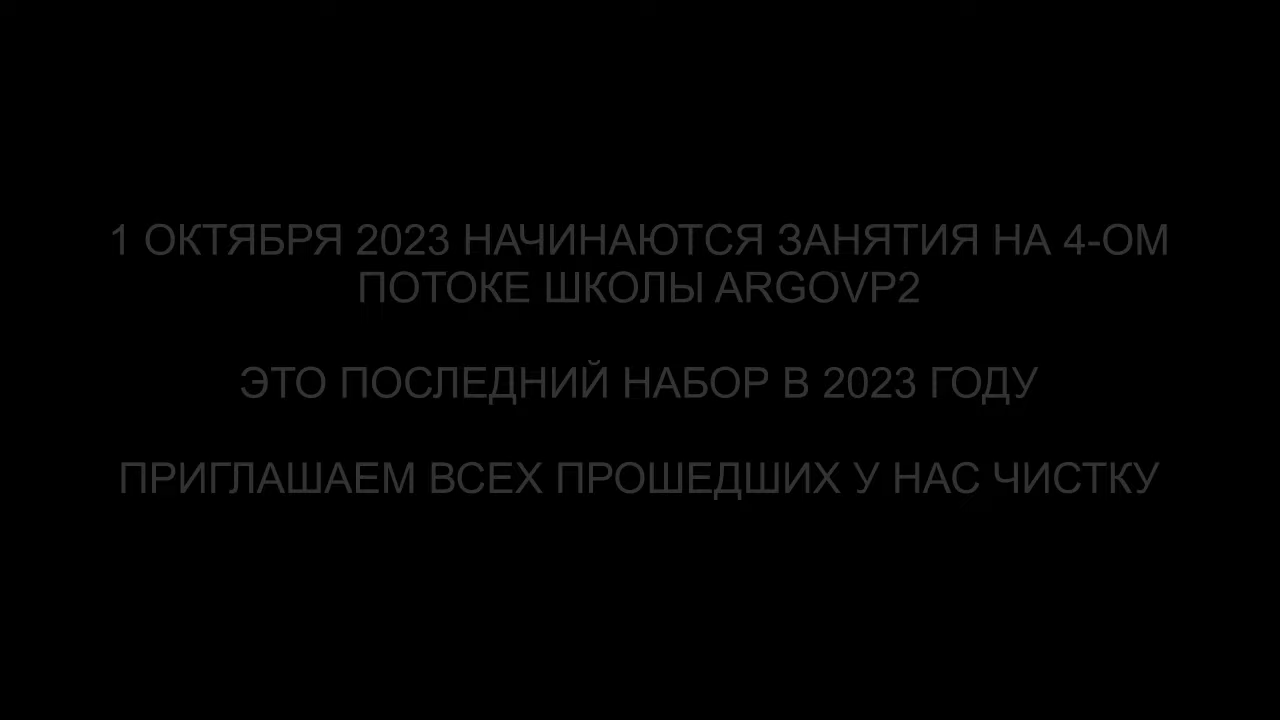 1 ОКТЯБРЯ 2023 НАЧИНАЮТСЯ ЗАНЯТИЯ НА 4-ОМ
ПОТОКЕ ШКОЛЫ ARGOVP2
ЭТО ПОСЛЕДНИЙ НАБОР В 2023 ГОДУ
ПРИГЛАШАЕМ ВСЕХ ПРОШЕДШИХ У НАС ЧИСТКУ